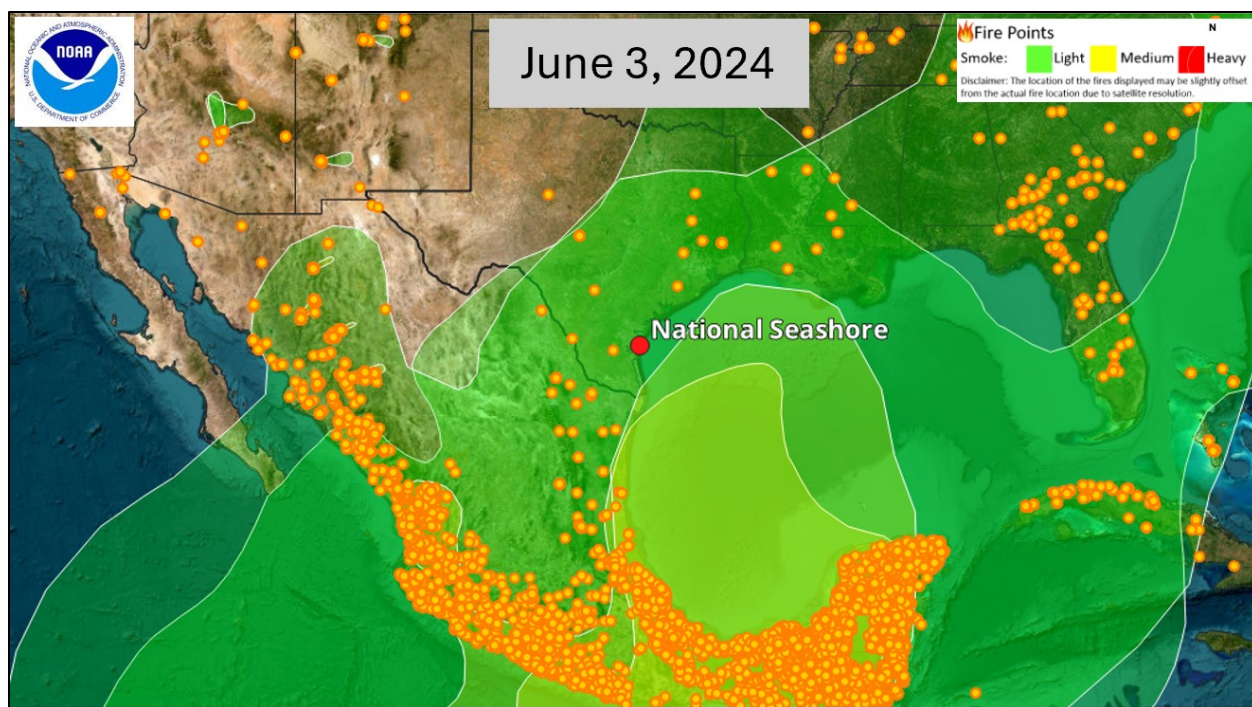 NATIONAL OCEANIC AND ATMOSPHERIC ADMINISTRATION
NOAA
U.S. DEPARTMENT OF COMMERCE
June 3, 2024
N
Fire Points
Smoke: Light Medium Heavy
Disclaimer: The location of the fires displayed may be slightly offset
from the actual fire location due to satellite resolution.
National Seashore